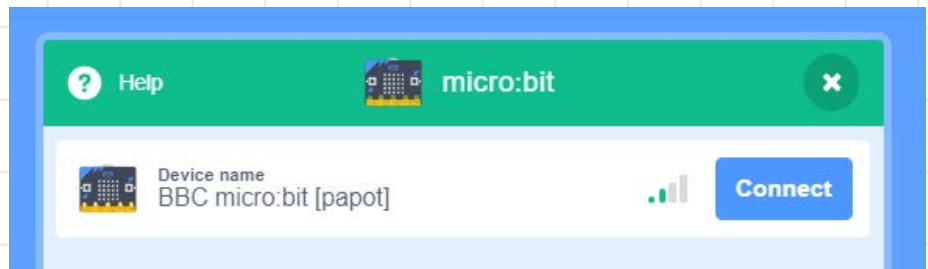 ? Help
micro:bit
Device name
BBC micro:bit [papot]
Connect